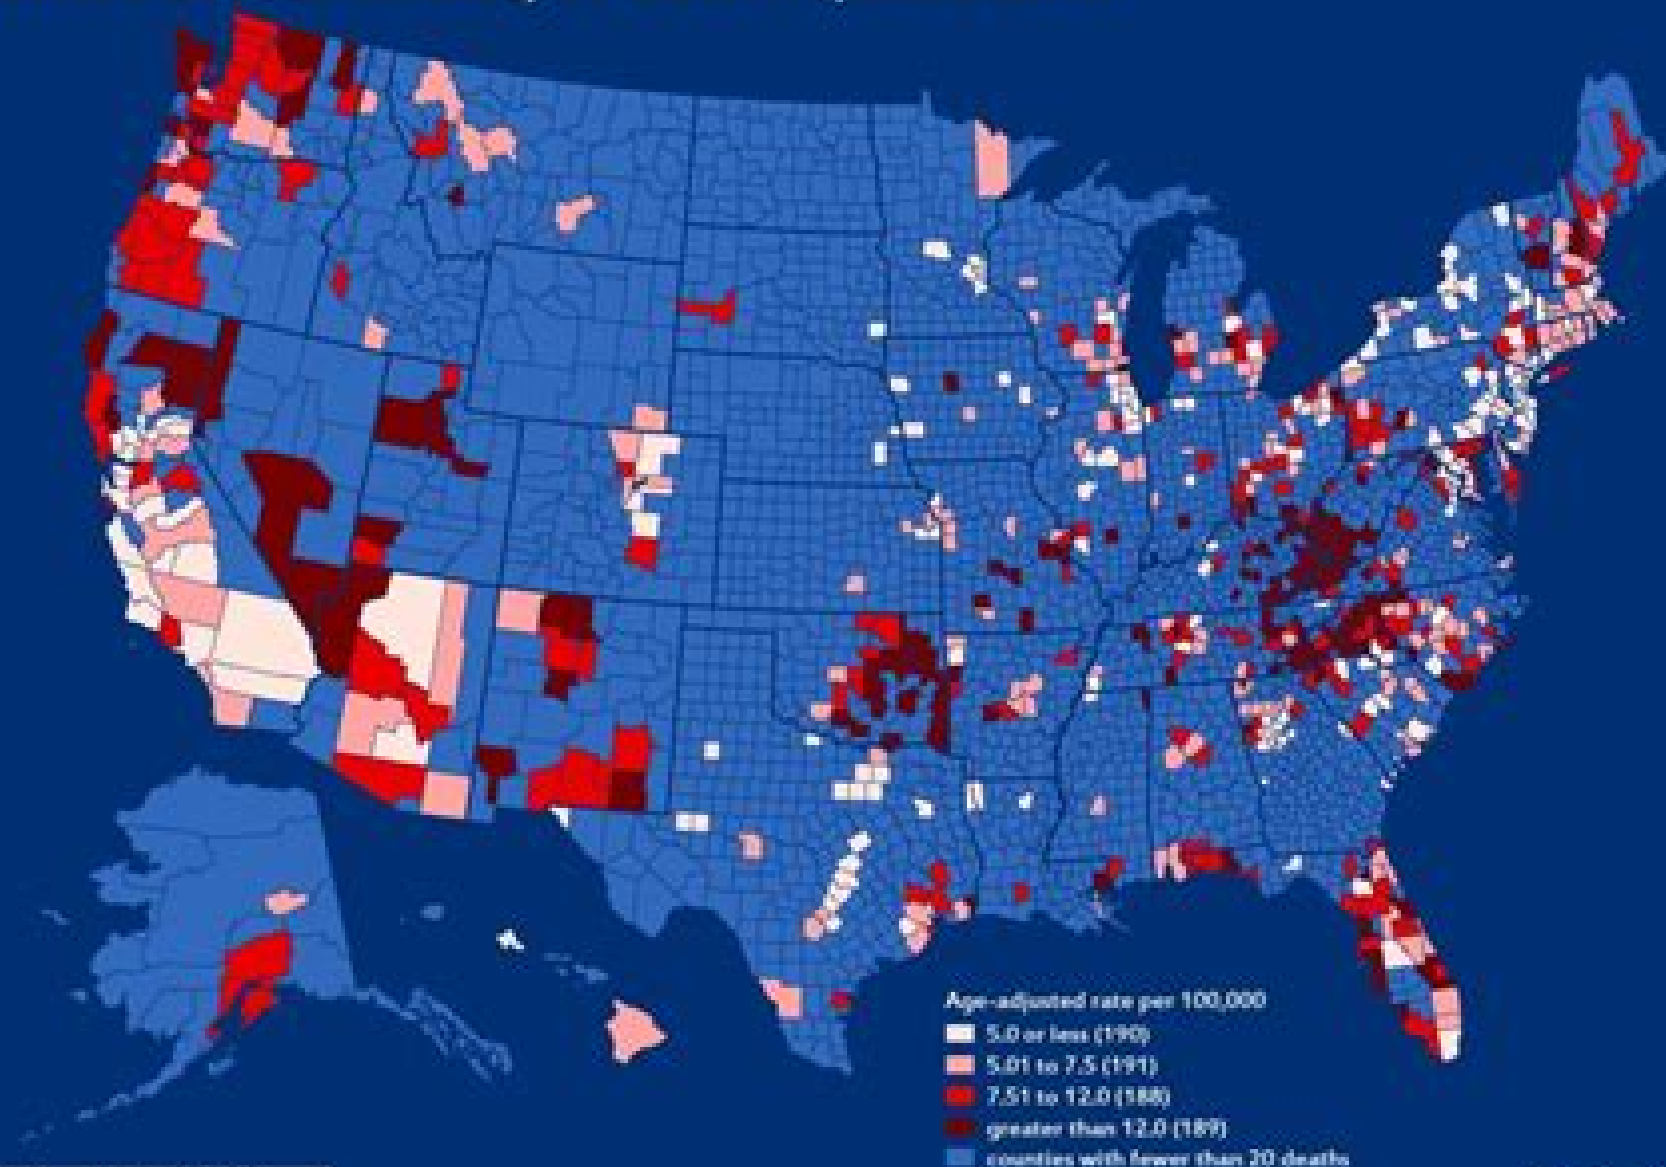 Age-adjusted rate per 100,000
5.0 or less (190)
5.01 to 7.5 (191)
7.51 to 12.0 (188)
greater than 12.0 (189)
counties with fewer than 20 deaths